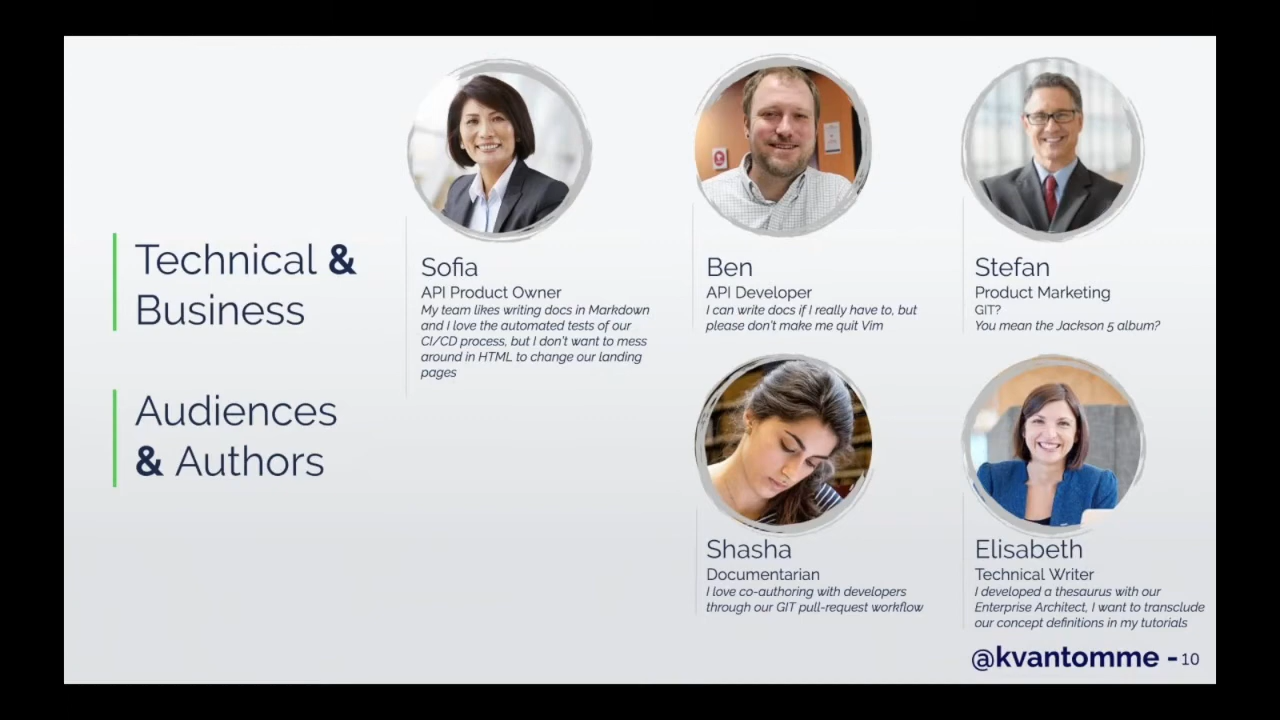 Technical &
Business
Audiences
& Authors
Sofia
API Product Owner
My team likes writing docs in Markdown
and I love the automated tests of our
CI/CD process, but I don't want to mess
around in HTML to change our landing
pages
Ben
API Developer
I can write docs if I really have to, but
please don't make me quit Vim
Stefan
Product Marketing
GIT?
You mean the Jackson 5 album?
Shasha
Documentarian
I love co-authoring with developers
through our GIT pull-request workflow
Elisabeth
Technical Writer
I developed a thesaurus with our
Enterprise Architect, I want to transclude
our concept definitions in my tutorials
@kvantomme - 10